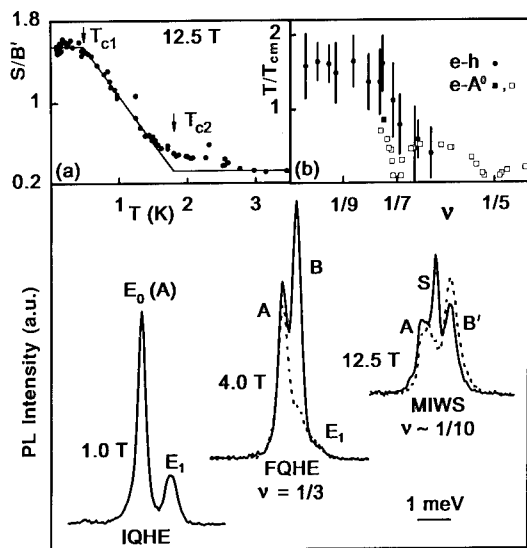 1.8
S/B'
1
0.2
T_c1
12.5 T
T_c2
(a)
1 T (K) 2 3
2
T/T_cm
1
e-h •
e-A⁰ ▪ , □
(b)
1/9 1/7 ν 1/5
PL Intensity (a.u.)
E₀ (A)
1.0 T
E₁
IQHE
A
B
4.0 T
E₁
FQHE
ν = 1/3
S
A
B'
12.5 T
MIWS
ν ~ 1/10
1 meV